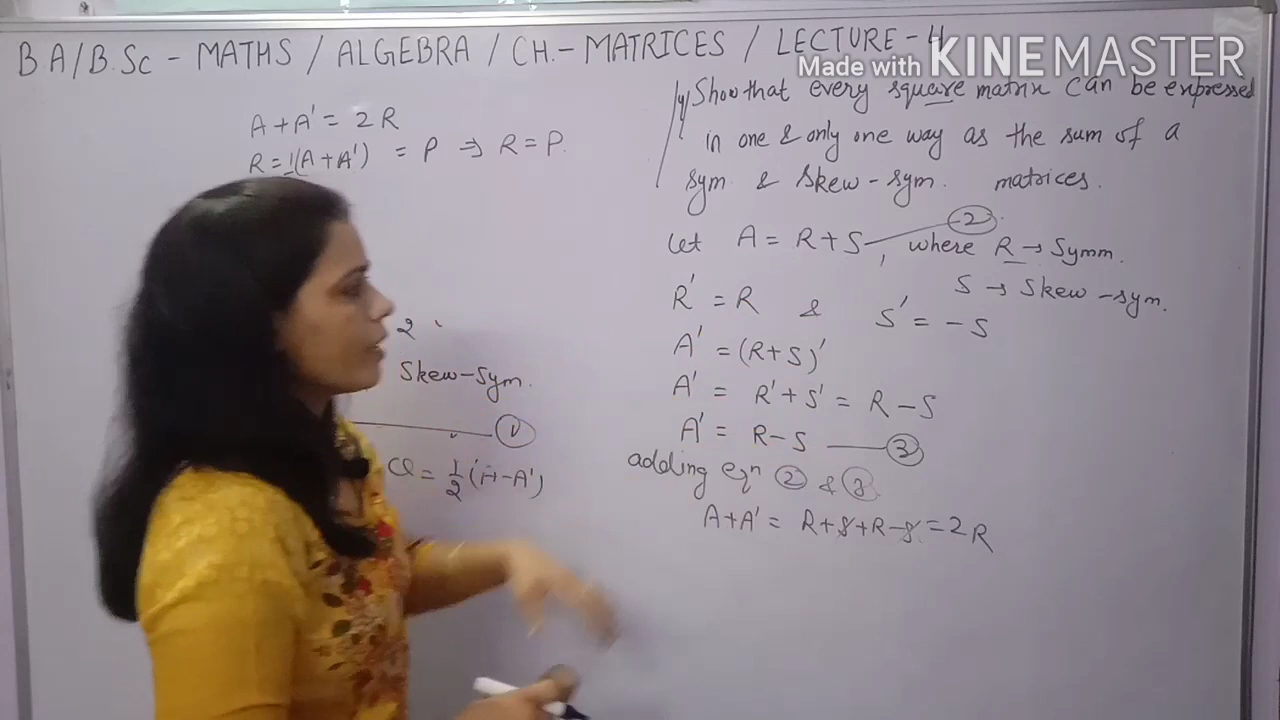 B.A/B.Sc - MATHS / ALGEBRA / CH.- MATRICES / LECTURE - 4
Made with KINEMASTER
A + A' = 2R
R = 1(A + A') = P ⇒ R = P.
2
Skew-Sym.
①
Q = 1/2 (A - A')
Show that every square matrix can be expressed
in one & only one way as the sum of a
Sym. & Skew-sym. matrices.
Let A = R + S, where R → Symm. ②
S → Skew-sym.
R' = R & S' = -S
A' = (R+S)'
A' = R' + S' = R - S
A' = R - S ③
adding eqn ② & ③
A+A' = R+S+R-S = 2R